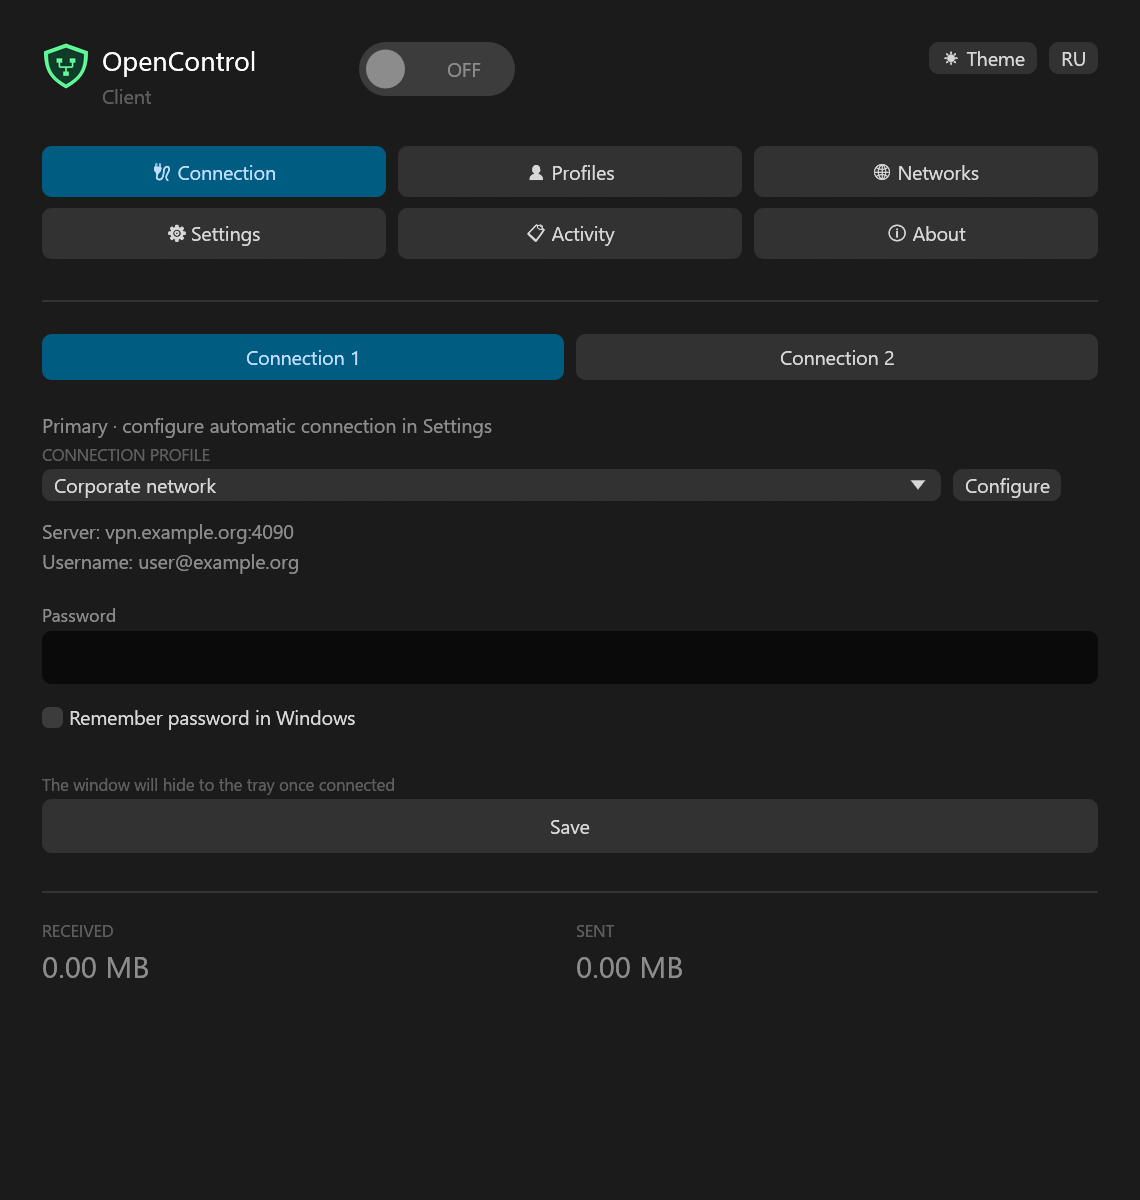 OpenControl
Client
OFF
Theme
RU
Connection
Profiles
Networks
Settings
Activity
About
Connection 1
Connection 2
Primary · configure automatic connection in Settings
CONNECTION PROFILE
Corporate network
Configure
Server: vpn.example.org:4090
Username: user@example.org
Password
Remember password in Windows
The window will hide to the tray once connected
Save
RECEIVED
SENT
0.00 MB
0.00 MB